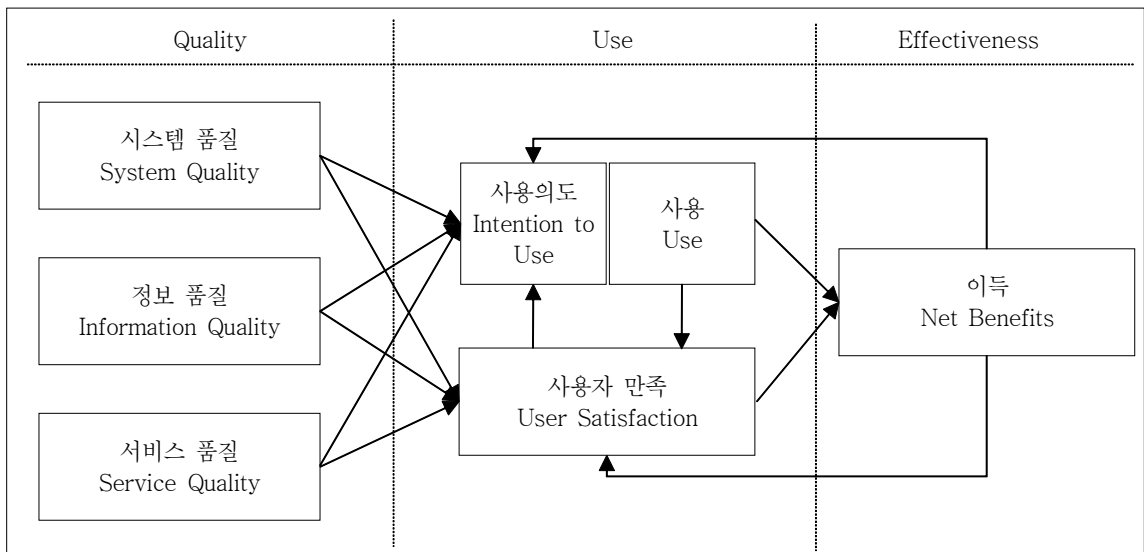 Quality
Use
Effectiveness
시스템 품질
System Quality
정보 품질
Information Quality
서비스 품질
Service Quality
사용의도
Intention to
Use
사용
Use
사용자 만족
User Satisfaction
이득
Net Benefits